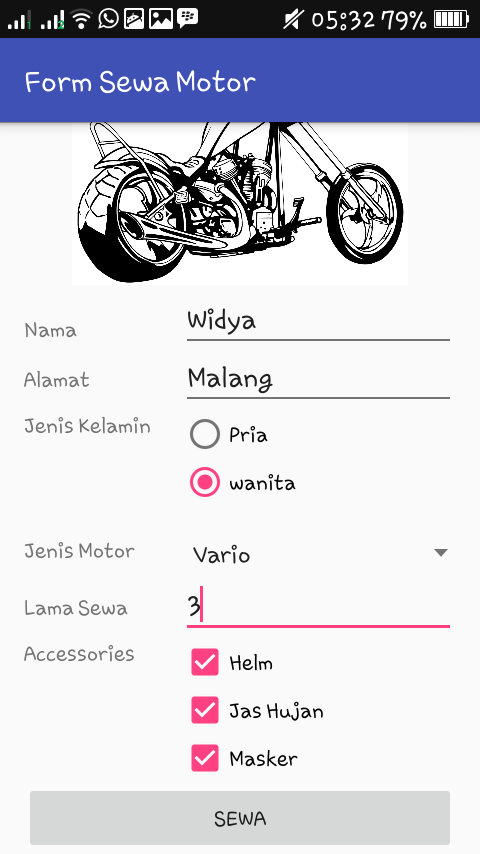 05:32 79%
Form Sewa Motor
Nama Widya
Alamat Malang
Jenis Kelamin Pria
wanita
Jenis Motor Vario
Lama Sewa 3
Accessories Helm
Jas Hujan
Masker
SEWA